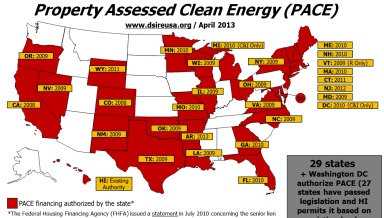 Property Assessed Clean Energy (PACE)
www.dsireusa.org / April 2013
OR: 2009
NV: 2009
CA: 2008
WY: 2011
CO: 2008
NM: 2009
TX: 2009
OK: 2009
HI: Existing
Authority
MN: 2010
MI: 2010 (C&I Only)
WI: 2009
IL: 2009
MO: 2010
AR: 2013
LA: 2009
OH: 2009
NY: 2009
VA: 2009
NC: 2009
GA: 2010
FL: 2010
ME: 2010
NH: 2010
VT: 2009 (R Only)
MA: 2010
CT: 2011
NJ: 2012
MD: 2009
DC: 2010 (C&I Only)
29 states
+ Washington DC
authorize PACE (27
states have passed
legislation and HI
permits it based on
PACE financing authorized by the state*
*The Federal Housing Financing Agency (FHFA) issued a statement in July 2010 concerning the senior lien